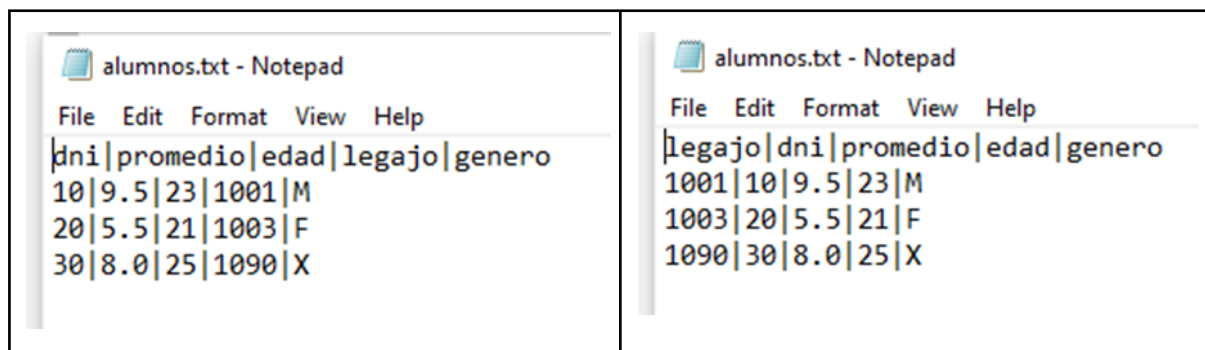 alumnos.txt - Notepad
File Edit Format View Help
dni|promedio|edad|legajo|genero
10|9.5|23|1001|M
20|5.5|21|1003|F
30|8.0|25|1090|X
alumnos.txt - Notepad
File Edit Format View Help
legajo|dni|promedio|edad|genero
1001|10|9.5|23|M
1003|20|5.5|21|F
1090|30|8.0|25|X